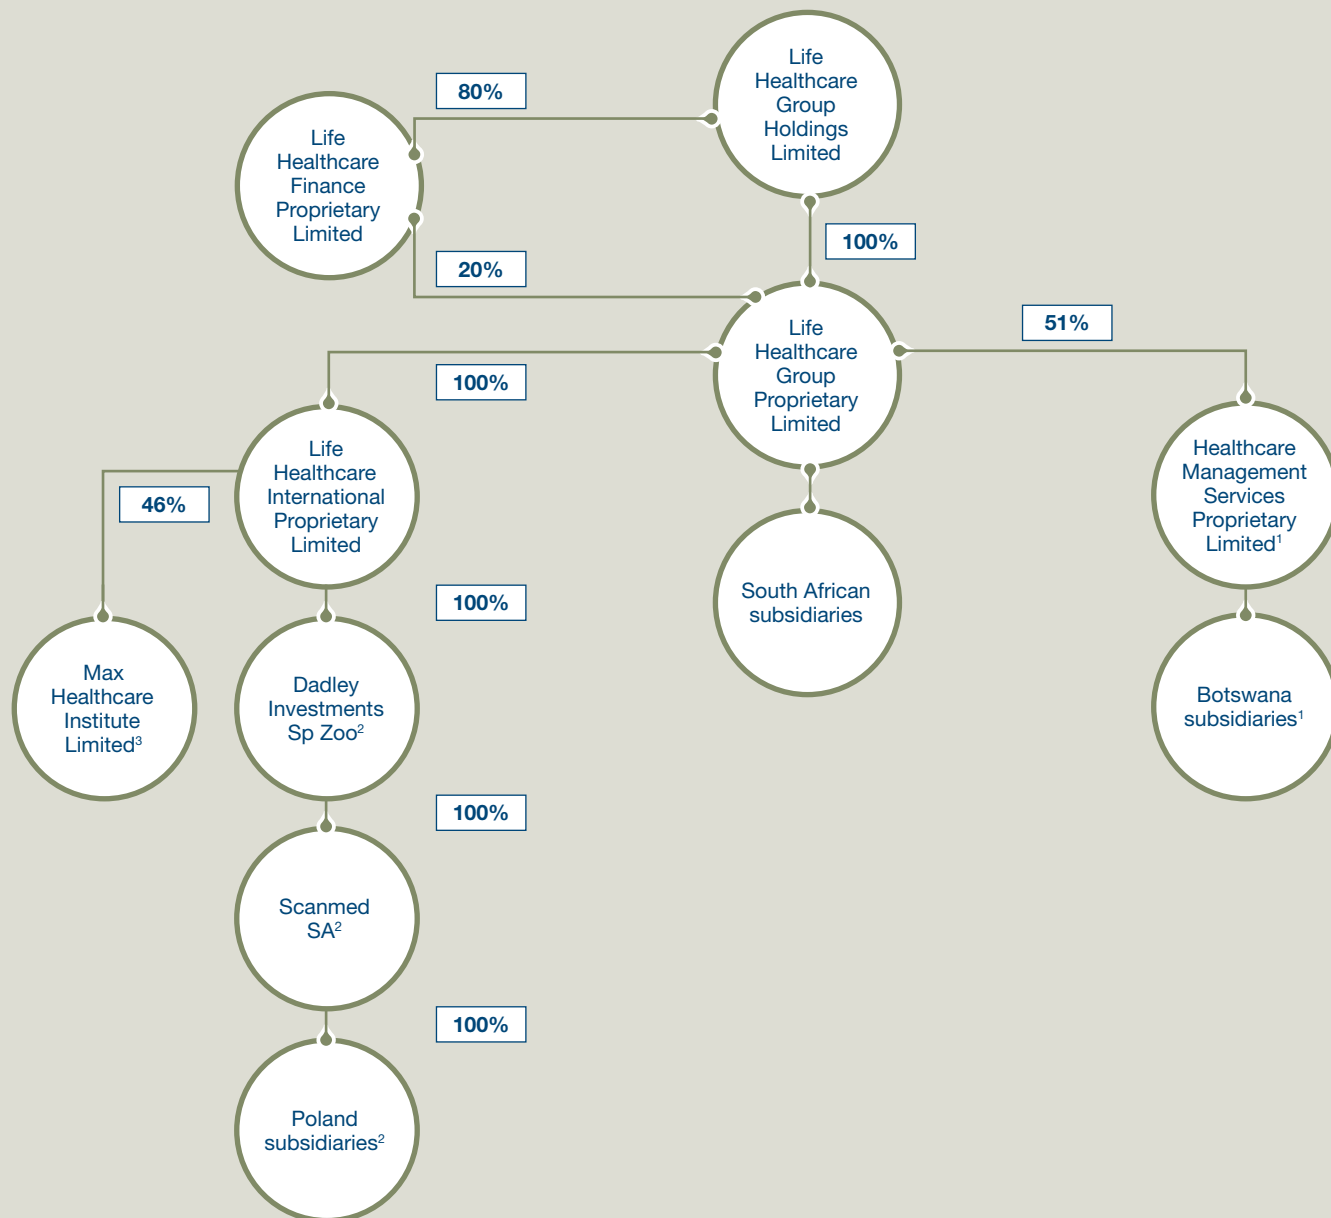 Life
Healthcare
Group
Holdings
Limited
80%
Life
Healthcare
Finance
Proprietary
Limited
100%
20%
Life
Healthcare
Group
Proprietary
Limited
51%
100%
Life
Healthcare
International
Proprietary
Limited
Healthcare
Management
Services
Proprietary
Limited¹
46%
100%
South African
subsidiaries
Max
Healthcare
Institute
Limited³
Dadley
Investments
Sp Zoo²
Botswana
subsidiaries¹
100%
Scanmed
SA²
100%
Poland
subsidiaries²